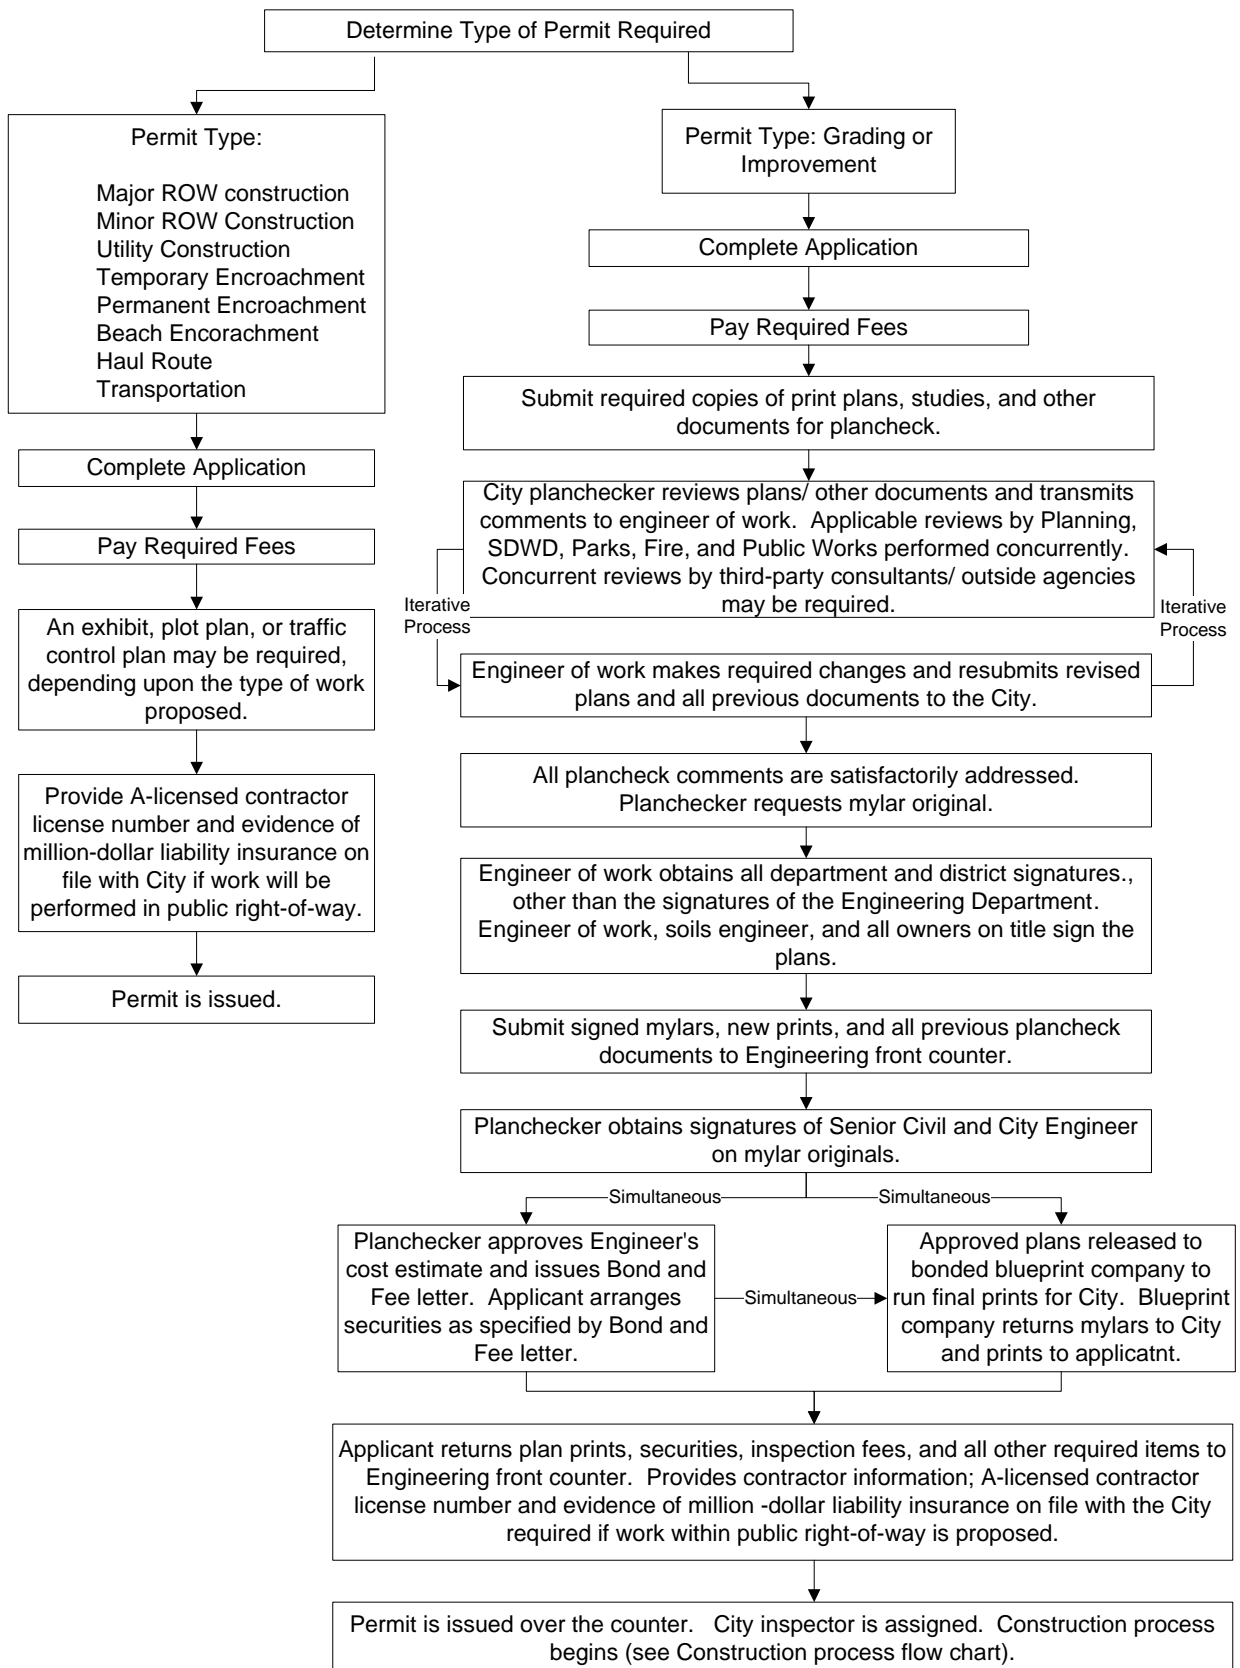 Determine Type of Permit Required
Permit Type:
Major ROW construction
Minor ROW Construction
Utility Construction
Temporary Encroachment
Permanent Encroachment
Beach Encorachment
Haul Route
Transportation
Complete Application
Pay Required Fees
An exhibit, plot plan, or traffic
control plan may be required,
depending upon the type of work
proposed.
Provide A-licensed contractor
license number and evidence of
million-dollar liability insurance on
file with City if work will be
performed in public right-of-way.
Permit is issued.
Permit Type: Grading or
Improvement
Complete Application
Pay Required Fees
Submit required copies of print plans, studies, and other
documents for plancheck.
City planchecker reviews plans/ other documents and transmits
comments to engineer of work.  Applicable reviews by Planning,
SDWD, Parks, Fire, and Public Works performed concurrently.
Concurrent reviews by third-party consultants/ outside agencies
may be required.
Iterative
Process
Iterative
Process
Engineer of work makes required changes and resubmits revised
plans and all previous documents to the City.
All plancheck comments are satisfactorily addressed.
Planchecker requests mylar original.
Engineer of work obtains all department and district signatures.,
other than the signatures of the Engineering Department.
Engineer of work, soils engineer, and all owners on title sign the
plans.
Submit signed mylars, new prints, and all previous plancheck
documents to Engineering front counter.
Planchecker obtains signatures of Senior Civil and City Engineer
on mylar originals.
Simultaneous
Simultaneous
Planchecker approves Engineer's
cost estimate and issues Bond and
Fee letter.  Applicant arranges
securities as specified by Bond and
Fee letter.
Simultaneous
Approved plans released to
bonded blueprint company to
run final prints for City.  Blueprint
company returns mylars to City
and prints to applicatnt.
Applicant returns plan prints, securities, inspection fees, and all other required items to
Engineering front counter.  Provides contractor information; A-licensed contractor
license number and evidence of million -dollar liability insurance on file with the City
required if work within public right-of-way is proposed.
Permit is issued over the counter.   City inspector is assigned.  Construction process
begins (see Construction process flow chart).